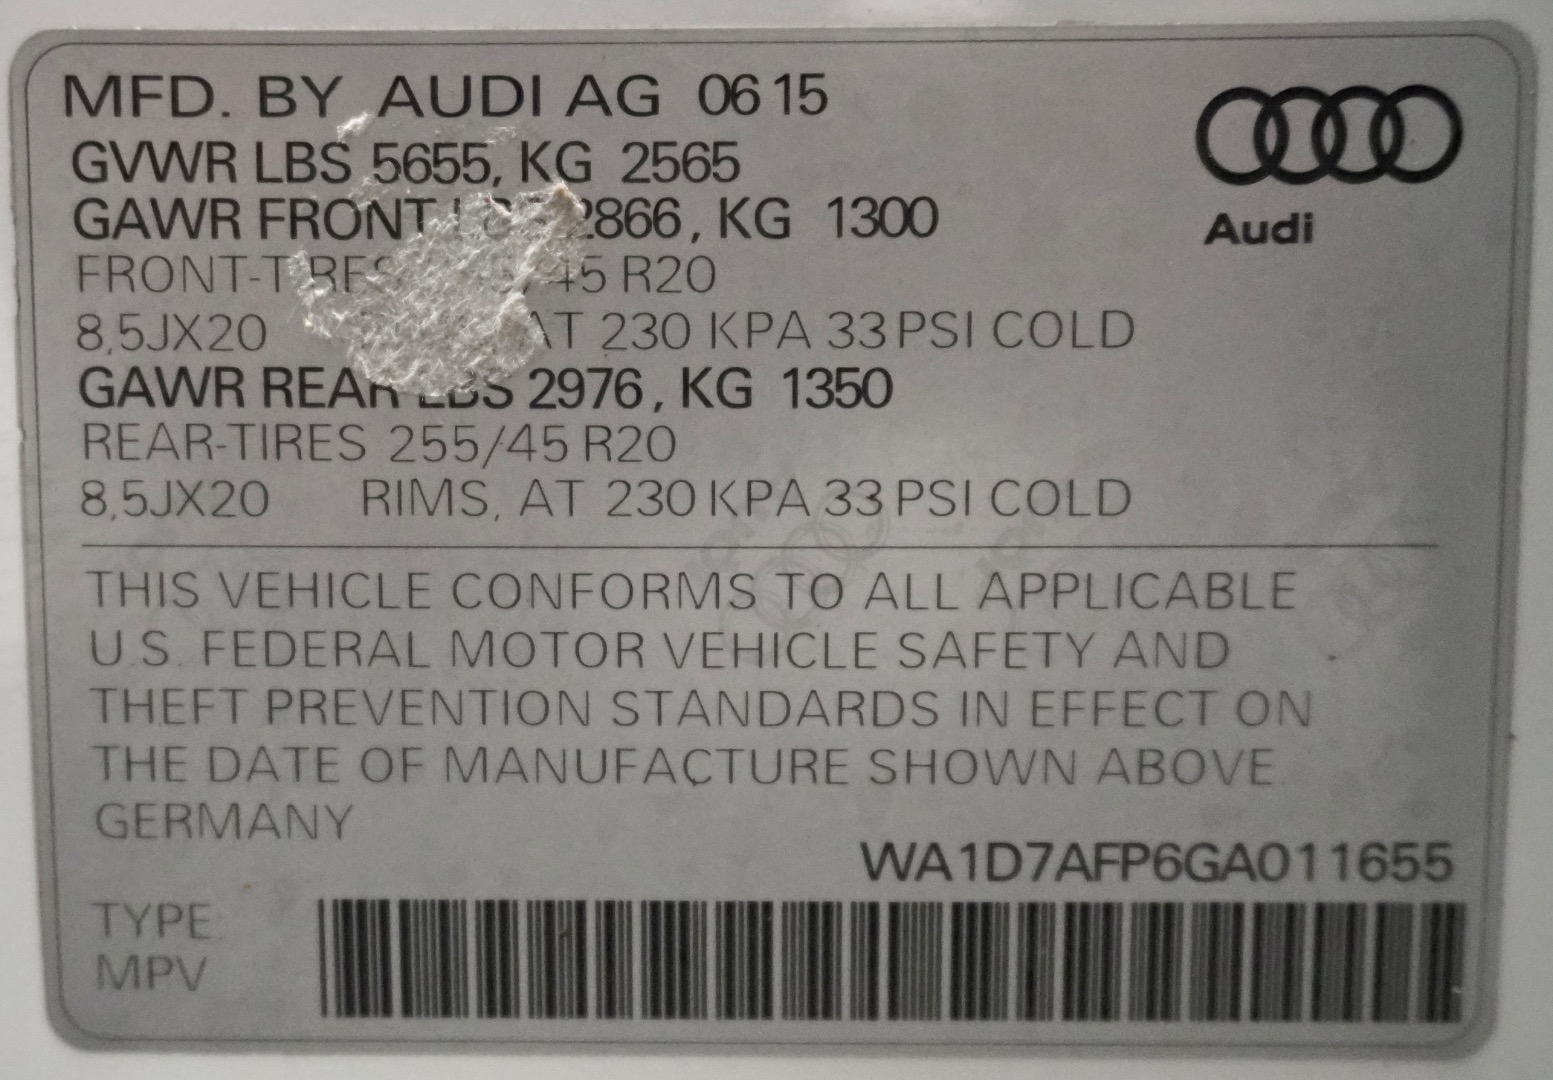 MFD. BY AUDI AG 06 15
GVWR LBS 5655, KG 2565
GAWR FRONT 2866, KG 1300
FRONT-TIRES /45 R20
8,5JX20 AT 230 KPA 33 PSI COLD
GAWR REAR LBS 2976, KG 1350
REAR-TIRES 255/45 R20
8,5JX20 RIMS, AT 230 KPA 33 PSI COLD
THIS VEHICLE CONFORMS TO ALL APPLICABLE
U.S. FEDERAL MOTOR VEHICLE SAFETY AND
THEFT PREVENTION STANDARDS IN EFFECT ON
THE DATE OF MANUFACTURE SHOWN ABOVE.
GERMANY
WA1D7AFP6GA011655
TYPE
MPV
Audi